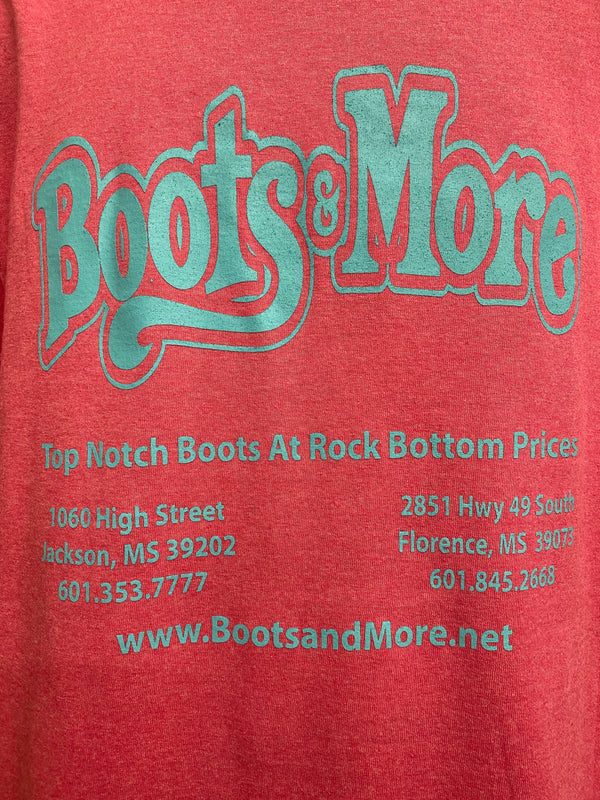 Boots & More
Top Notch Boots At Rock Bottom Prices
1060 High Street
Jackson, MS 39202
601.353.7777
2851 Hwy 49 South
Florence, MS 39073
601.845.2668
www.BootsandMore.net